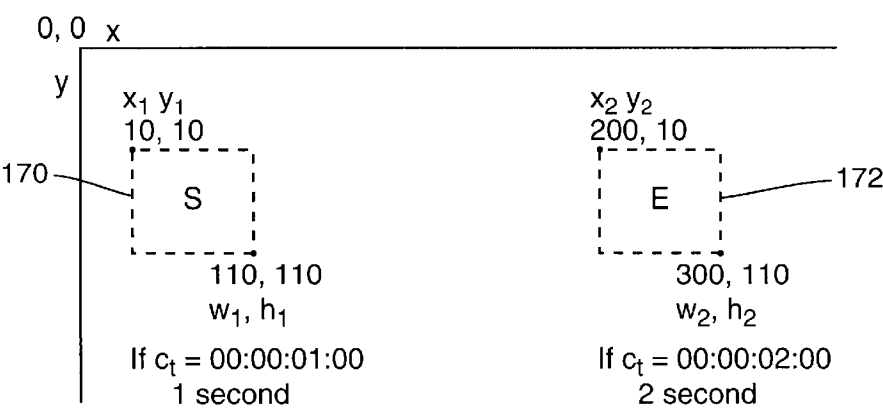 0, 0 x
y
x₁ y₁
10, 10
x₂ y₂
200, 10
170
S
E
172
110, 110
w₁, h₁
300, 110
w₂, h₂
If cₜ = 00:00:01:00
1 second
If cₜ = 00:00:02:00
2 second